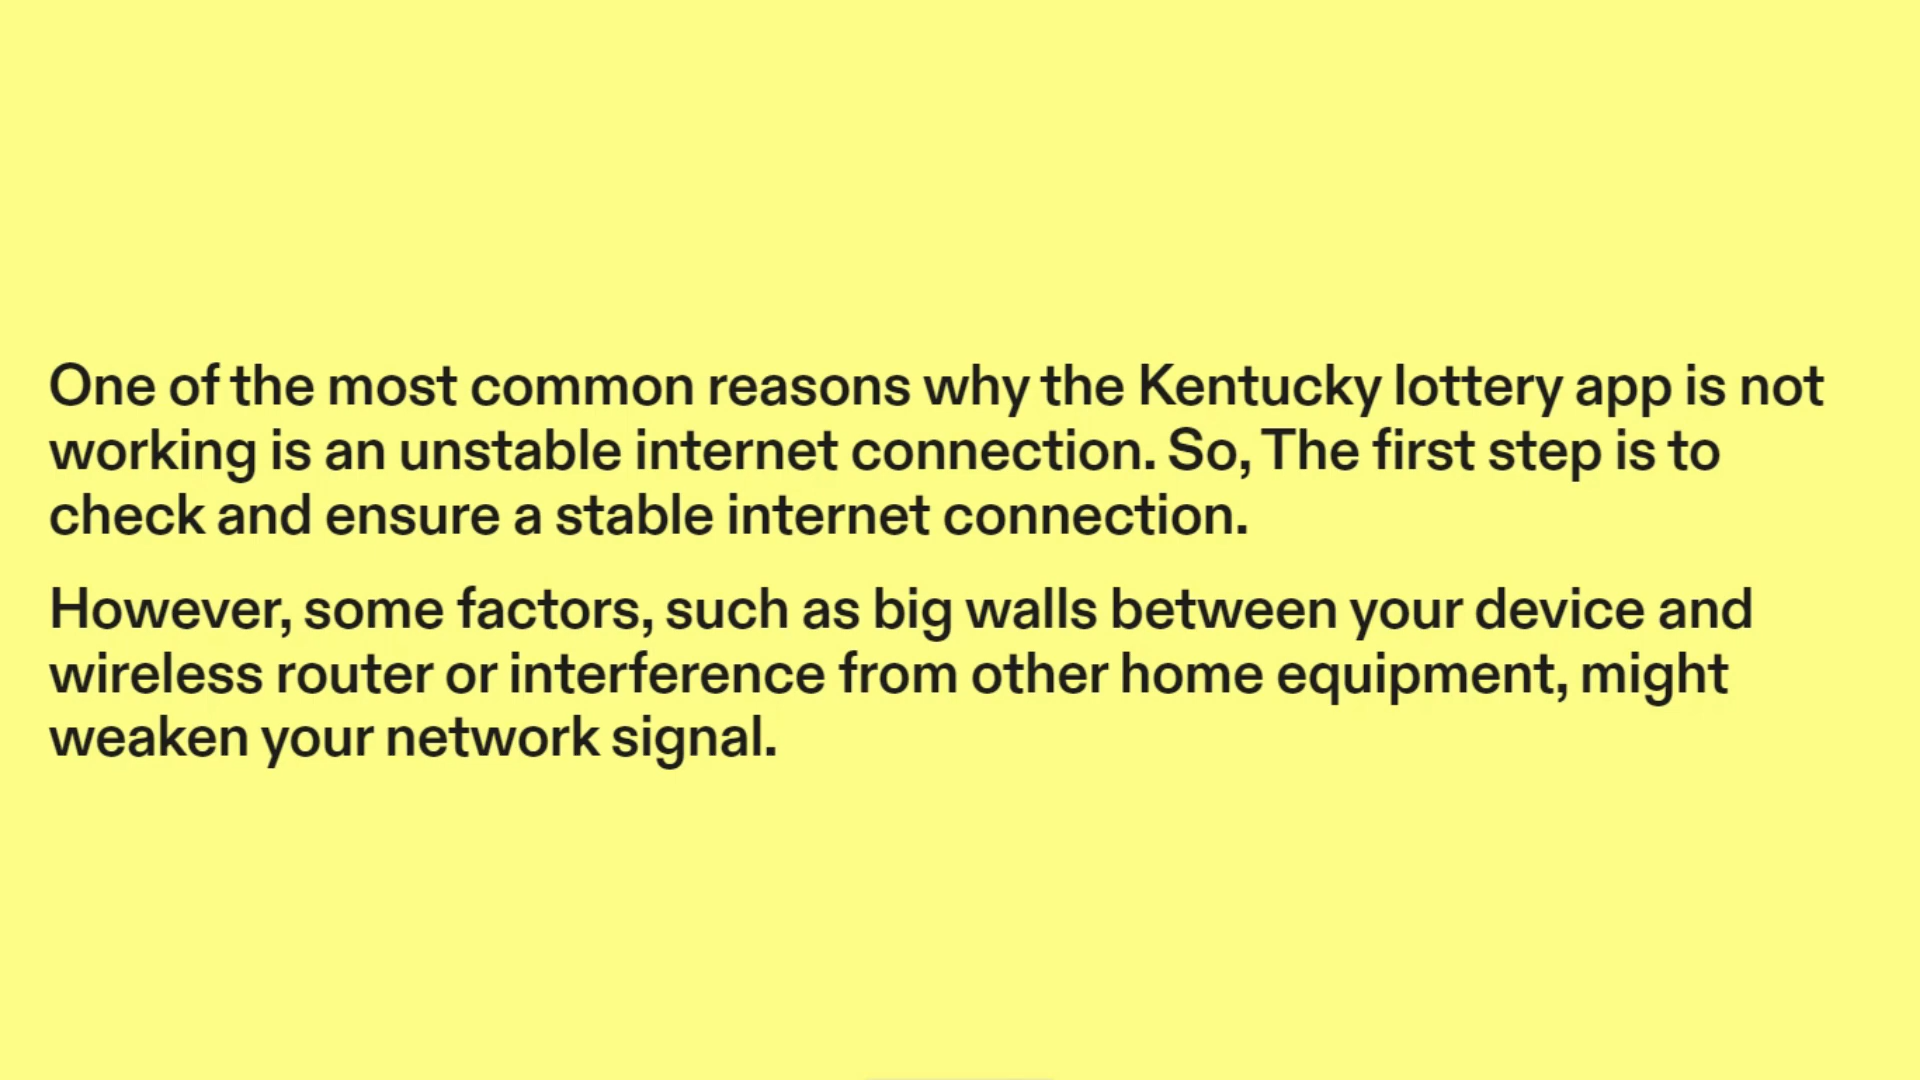 One of the most common reasons why the Kentucky lottery app is not
working is an unstable internet connection. So, The first step is to
check and ensure a stable internet connection.
However, some factors, such as big walls between your device and
wireless router or interference from other home equipment, might
weaken your network signal.